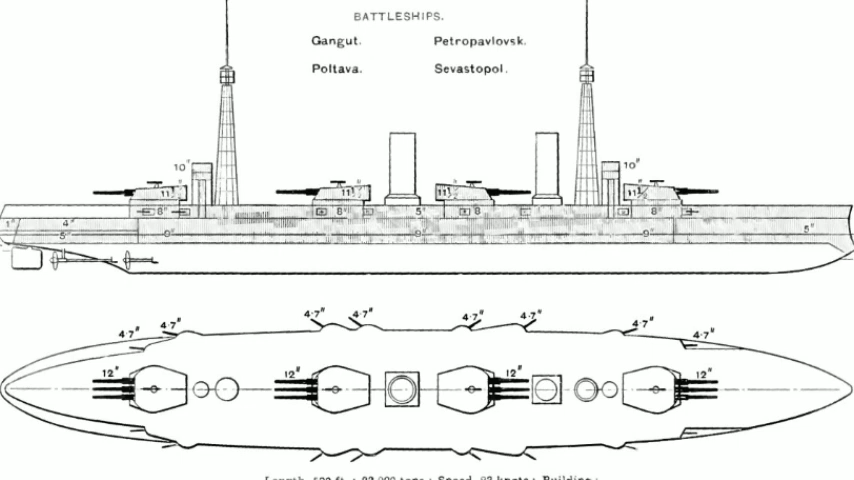 BATTLESHIPS.
Gangut. Petropavlovsk.
Poltava. Sevastopol.
10" 10"
11" 11" 11" 11"
8" 8" 5" 8 8"
1" 4"
5" 9" 9" 5"
4·7" 4·7" 4·7" 4·7" 4·7" 4·7" 4·7" 4·7"
12" 12" 12" 12"